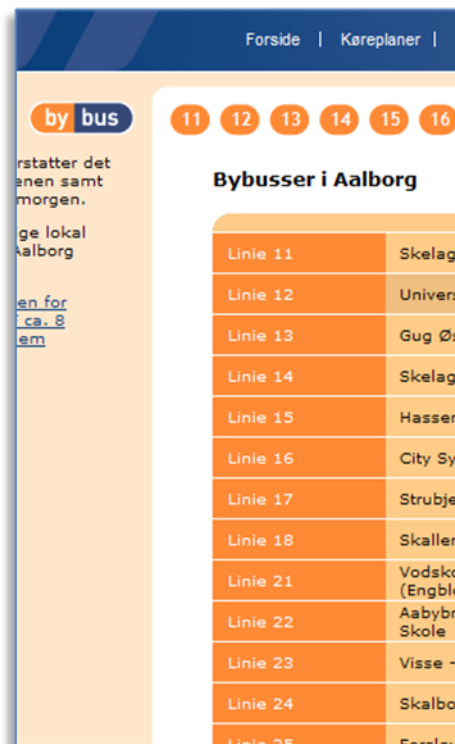 Forside | Køreplaner |
by bus
11 12 13 14 15 16
rstatter det
enen samt
morgen.
ge lokal
Aalborg
en for
ca. 8
em
Bybusser i Aalborg
Linie 11 Skelag
Linie 12 Univers
Linie 13 Gug Øs
Linie 14 Skelag
Linie 15 Hasser
Linie 16 City Sy
Linie 17 Strubje
Linie 18 Skaller
Linie 21 Vodsko
(Engblo
Linie 22 Aabybr
Skole
Linie 23 Visse -
Linie 24 Skalbo
Linie 25